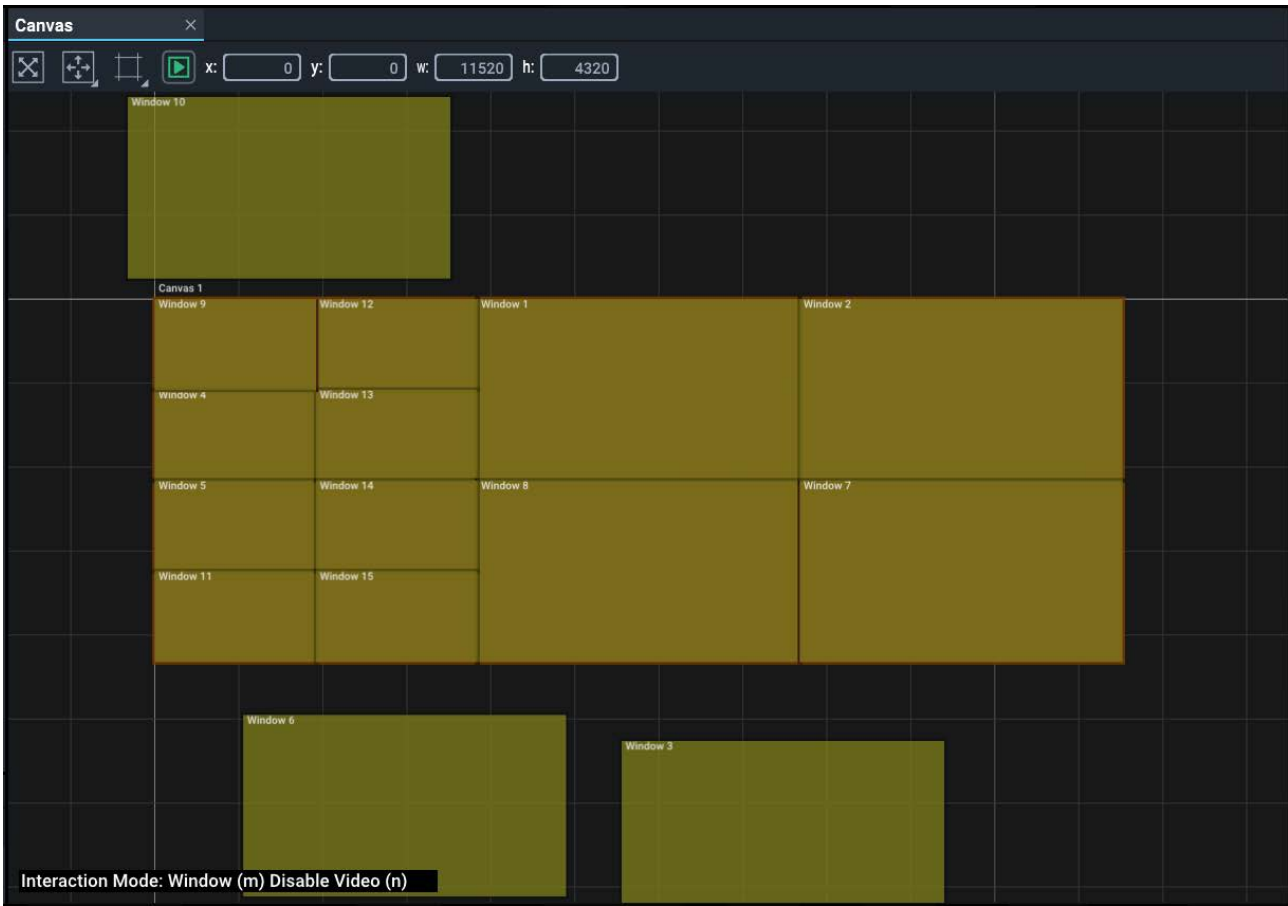 Canvas ×
x: 0 y: 0 w: 11520 h: 4320
Window 10
Canvas 1
Window 9 Window 12 Window 1 Window 2
Window 4 Window 13
Window 5 Window 14 Window 8 Window 7
Window 11 Window 15
Window 6
Window 3
Interaction Mode: Window (m) Disable Video (n)